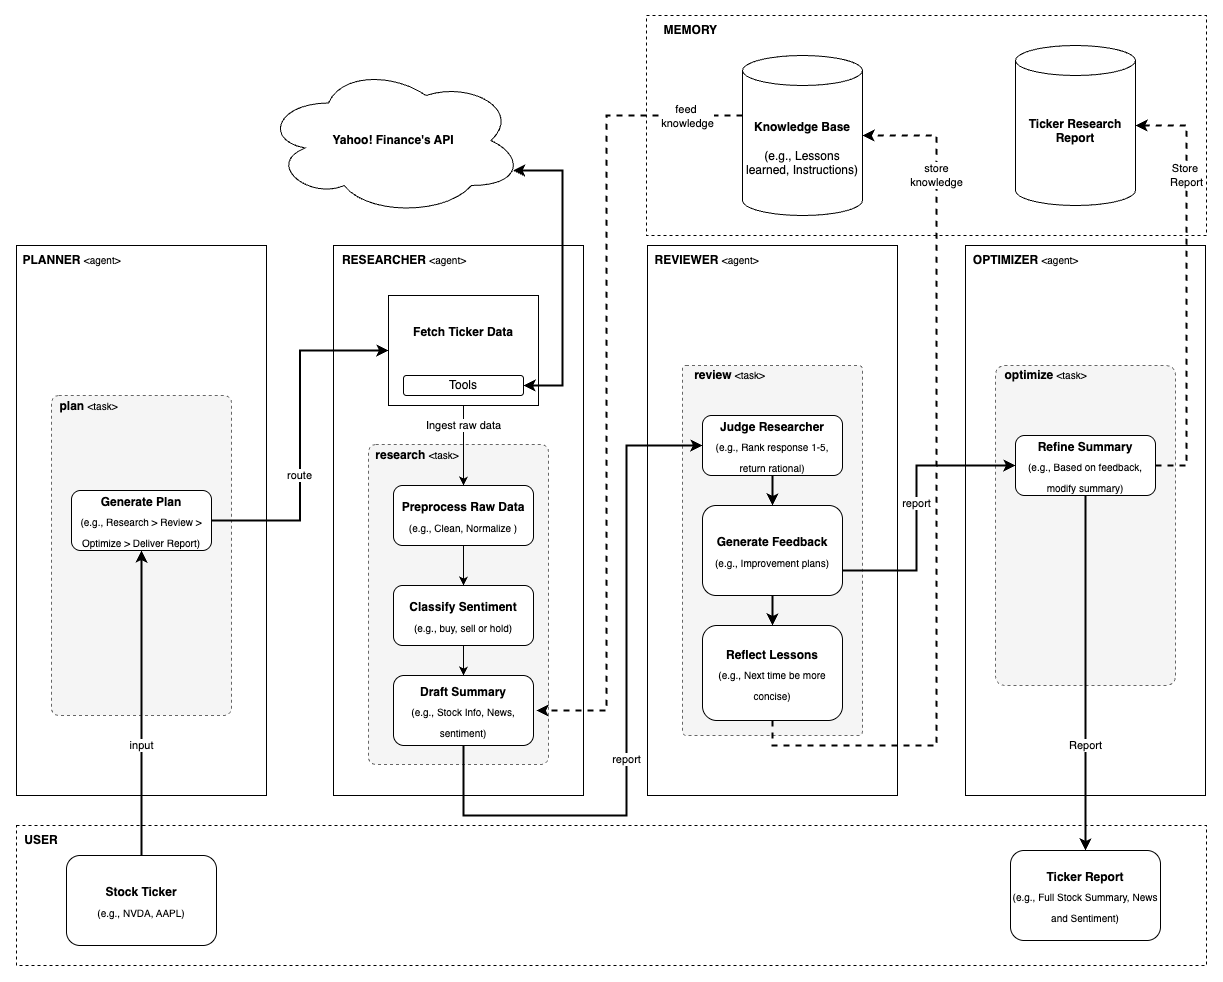 MEMORY
Knowledge Base
(e.g., Lessons
learned, Instructions)
Ticker Research
Report
feed
knowledge
store
knowledge
Store
Report
Yahoo! Finance's API
PLANNER <agent>
plan <task>
Generate Plan
(e.g., Research > Review >
Optimize > Deliver Report)
route
input
RESEARCHER <agent>
Fetch Ticker Data
Tools
Ingest raw data
research <task>
Preprocess Raw Data
(e.g., Clean, Normalize )
Classify Sentiment
(e.g., buy, sell or hold)
Draft Summary
(e.g., Stock Info, News,
sentiment)
report
REVIEWER <agent>
review <task>
Judge Researcher
(e.g., Rank response 1-5,
return rational)
Generate Feedback
(e.g., Improvement plans)
Reflect Lessons
(e.g., Next time be more
concise)
report
OPTIMIZER <agent>
optimize <task>
Refine Summary
(e.g., Based on feedback,
modify summary)
Report
USER
Stock Ticker
(e.g., NVDA, AAPL)
Ticker Report
(e.g., Full Stock Summary, News
and Sentiment)